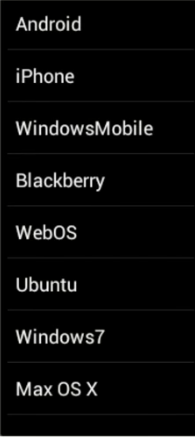 Android
iPhone
WindowsMobile
Blackberry
WebOS
Ubuntu
Windows7
Max OS X